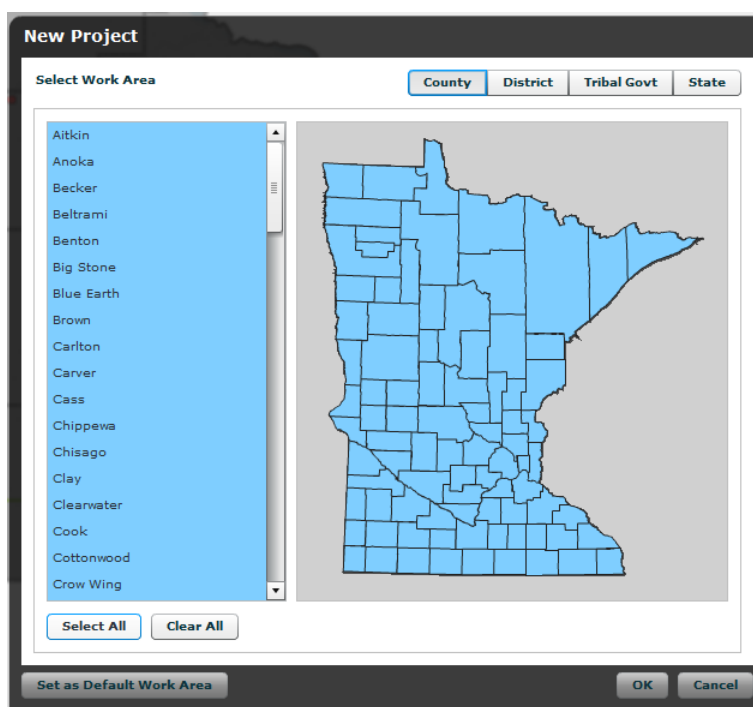 New Project
Select Work Area
County District Tribal Govt State
Aitkin
Anoka
Becker
Beltrami
Benton
Big Stone
Blue Earth
Brown
Carlton
Carver
Cass
Chippewa
Chisago
Clay
Clearwater
Cook
Cottonwood
Crow Wing
Select All Clear All
Set as Default Work Area OK Cancel